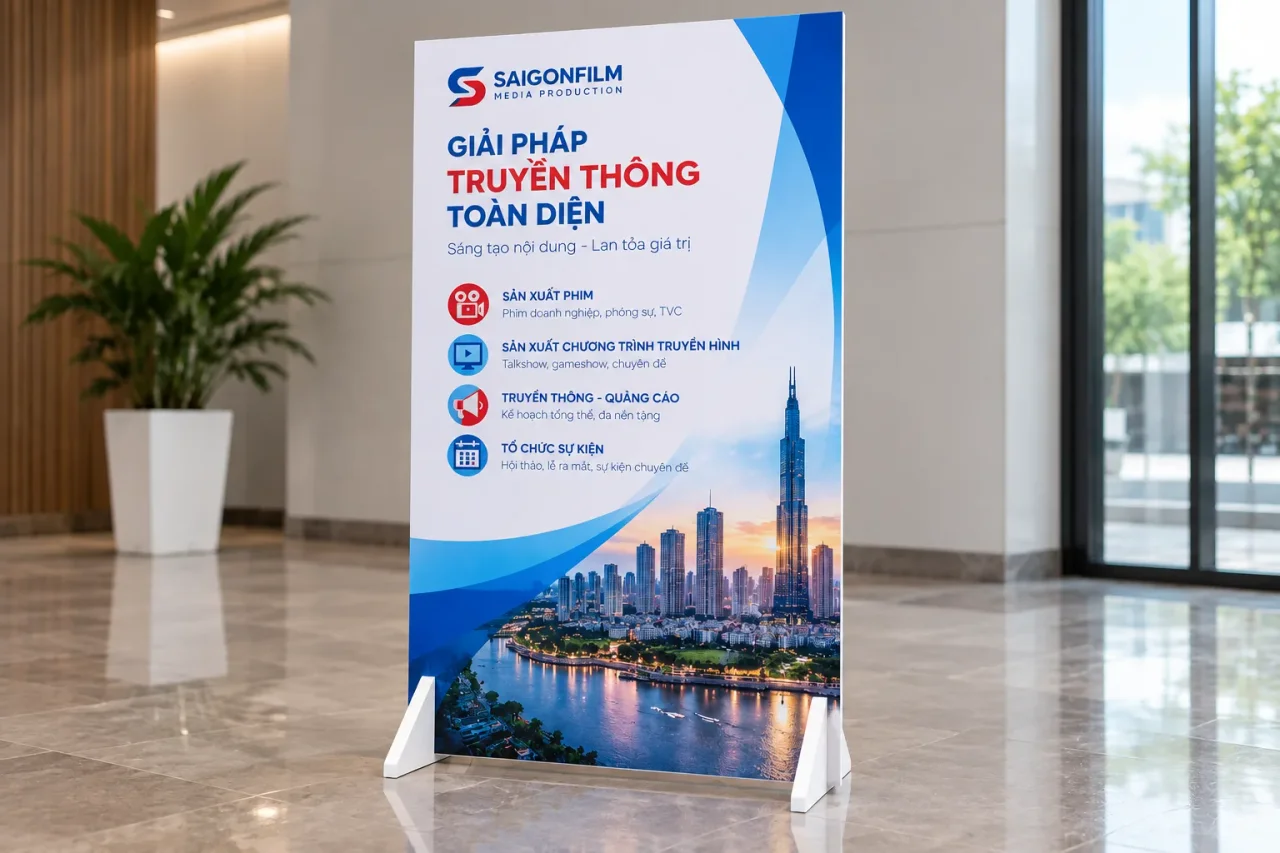 SAIGONFILM
MEDIA PRODUCTION
GIẢI PHÁP
TRUYỀN THÔNG
TOÀN DIỆN
Sáng tạo nội dung - Lan tỏa giá trị
SẢN XUẤT PHIM
Phim doanh nghiệp, phóng sự, TVC
SẢN XUẤT CHƯƠNG TRÌNH TRUYỀN HÌNH
Talkshow, gameshow, chuyên đề
TRUYỀN THÔNG - QUẢNG CÁO
Kế hoạch tổng thể, đa nền tảng
TỔ CHỨC SỰ KIỆN
Hội thảo, lễ ra mắt, sự kiện chuyên đề